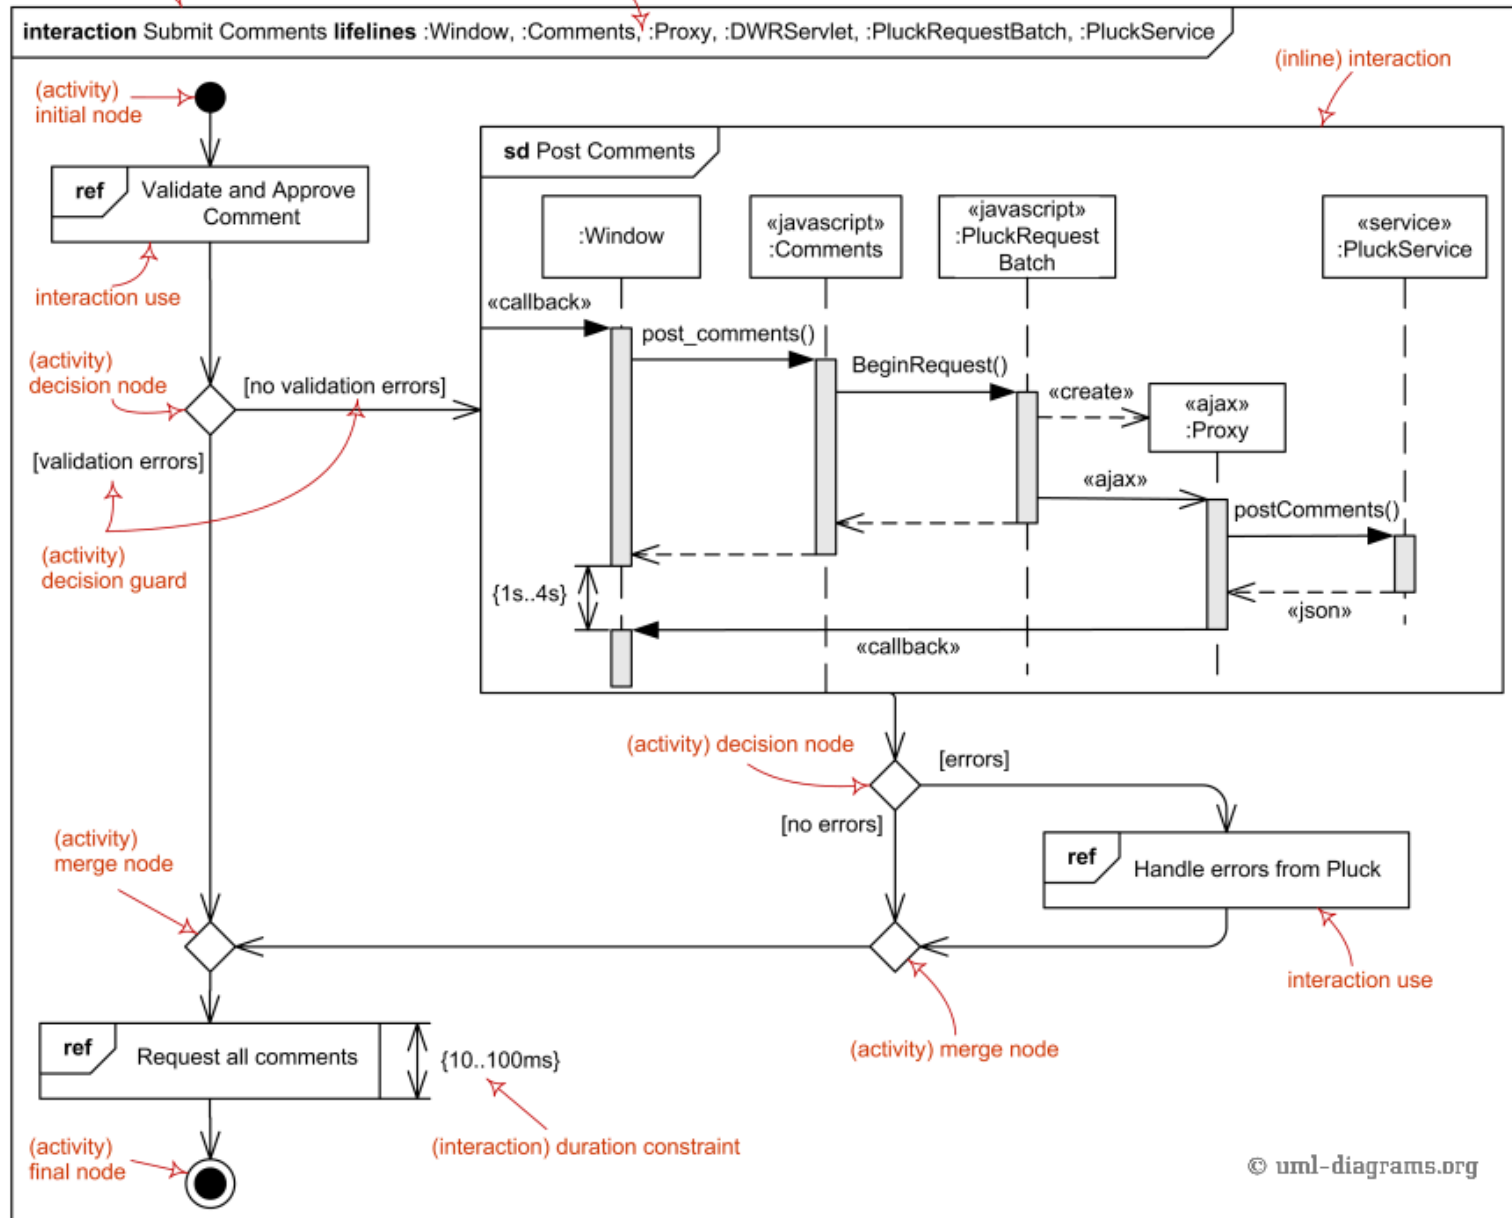 interaction Submit Comments lifelines :Window, :Comments, :Proxy, :DWRServlet, :PluckRequestBatch, :PluckService
(inline) interaction
(activity)
initial node
sd Post Comments
ref
Validate and Approve
Comment
interaction use
:Window
«javascript»
:Comments
«javascript»
:PluckRequest
Batch
«service»
:PluckService
«callback»
post_comments()
BeginRequest()
«create»
«ajax»
:Proxy
(activity)
decision node
[no validation errors]
[validation errors]
«ajax»
postComments()
(activity)
decision guard
{1s..4s}
«json»
«callback»
(activity) decision node
[errors]
[no errors]
(activity)
merge node
ref
Handle errors from Pluck
interaction use
(activity) merge node
ref
Request all comments
{10..100ms}
(interaction) duration constraint
(activity)
final node
© uml-diagrams.org